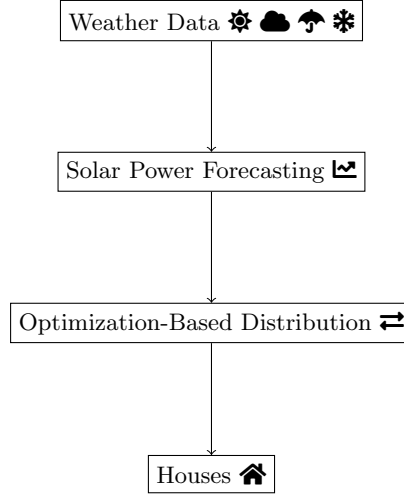 Weather Data
Solar Power Forecasting
Optimization-Based Distribution
Houses